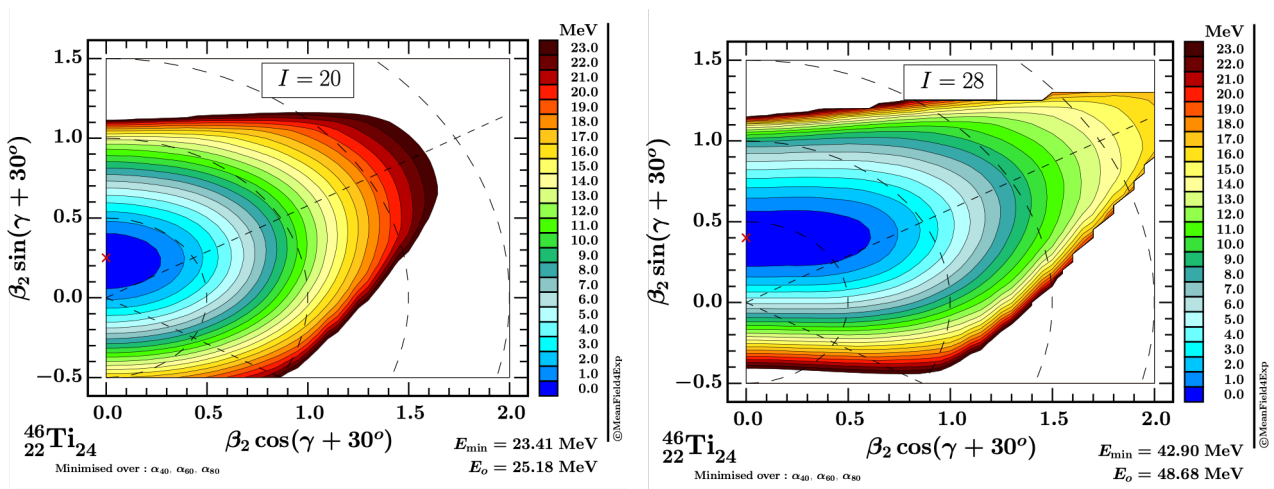 MeV
I = 20
1.5
1.0
0.5
0.0
−0.5
β₂ sin(γ + 30ᵒ)
0.0 0.5 1.0 1.5 2.0
β₂ cos(γ + 30ᵒ)
23.0
22.0
21.0
20.0
19.0
18.0
17.0
16.0
15.0
14.0
13.0
12.0
11.0
10.0
9.0
8.0
7.0
6.0
5.0
4.0
3.0
2.0
1.0
0.0
©MeanField4Exp
⁴⁶₂₂Ti₂₄
Minimised over : α₄₀, α₆₀, α₈₀
Eₘᵢₙ = 23.41 MeV
Eₒ = 25.18 MeV
MeV
I = 28
1.5
1.0
0.5
0.0
−0.5
β₂ sin(γ + 30ᵒ)
0.0 0.5 1.0 1.5 2.0
β₂ cos(γ + 30ᵒ)
23.0
22.0
21.0
20.0
19.0
18.0
17.0
16.0
15.0
14.0
13.0
12.0
11.0
10.0
9.0
8.0
7.0
6.0
5.0
4.0
3.0
2.0
1.0
0.0
©MeanField4Exp
⁴⁶₂₂Ti₂₄
Minimised over : α₄₀, α₆₀, α₈₀
Eₘᵢₙ = 42.90 MeV
Eₒ = 48.68 MeV